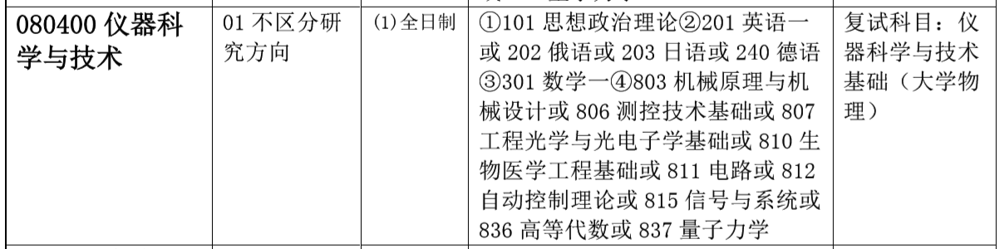 080400 仪器科
学与技术
01 不区分研
究方向
(1)全日制
①101 思想政治理论②201 英语一
或 202 俄语或 203 日语或 240 德语
③301 数学一④803 机械原理与机
械设计或 806 测控技术基础或 807
工程光学与光电子学基础或 810 生
物医学工程基础或 811 电路或 812
自动控制理论或 815 信号与系统或
836 高等代数或 837 量子力学
复试科目：仪
器科学与技术
基础（大学物
理）